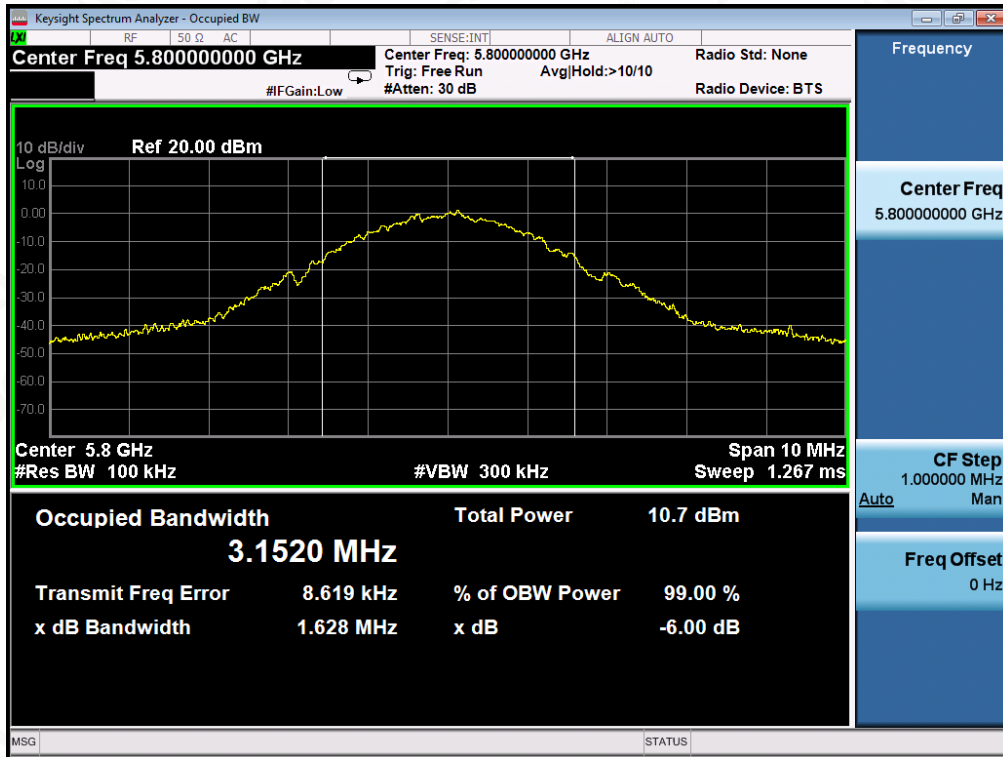 Keysight Spectrum Analyzer - Occupied BW
LXI RF 50 Ω AC SENSE:INT ALIGN AUTO
Center Freq 5.800000000 GHz
Center Freq: 5.800000000 GHz Radio Std: None
Trig: Free Run Avg|Hold:>10/10
#IFGain:Low #Atten: 30 dB Radio Device: BTS
10 dB/div Ref 20.00 dBm
Log
10.0
0.00
-10.0
-20.0
-30.0
-40.0
-50.0
-60.0
-70.0
Center 5.8 GHz Span 10 MHz
#Res BW 100 kHz #VBW 300 kHz Sweep 1.267 ms
Occupied Bandwidth Total Power 10.7 dBm
3.1520 MHz
Transmit Freq Error 8.619 kHz % of OBW Power 99.00 %
x dB Bandwidth 1.628 MHz x dB -6.00 dB
MSG STATUS
Frequency
Center Freq
5.800000000 GHz
CF Step
1.000000 MHz
Auto Man
Freq Offset
0 Hz